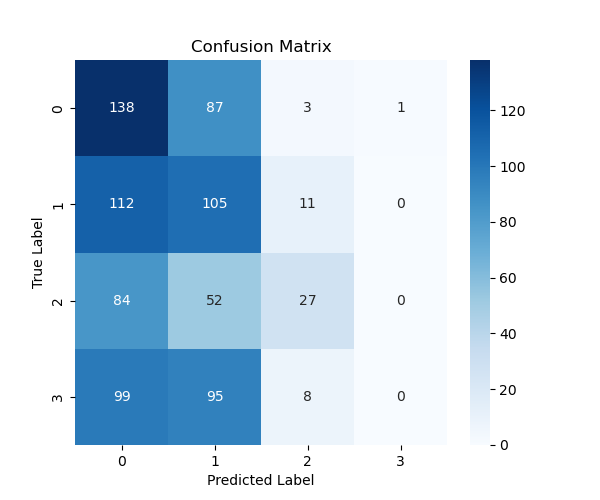 Confusion Matrix
0 138 87 3 1
1 112 105 11 0
2 84 52 27 0
3 99 95 8 0
0 1 2 3
True Label
Predicted Label
120
100
80
60
40
20
0